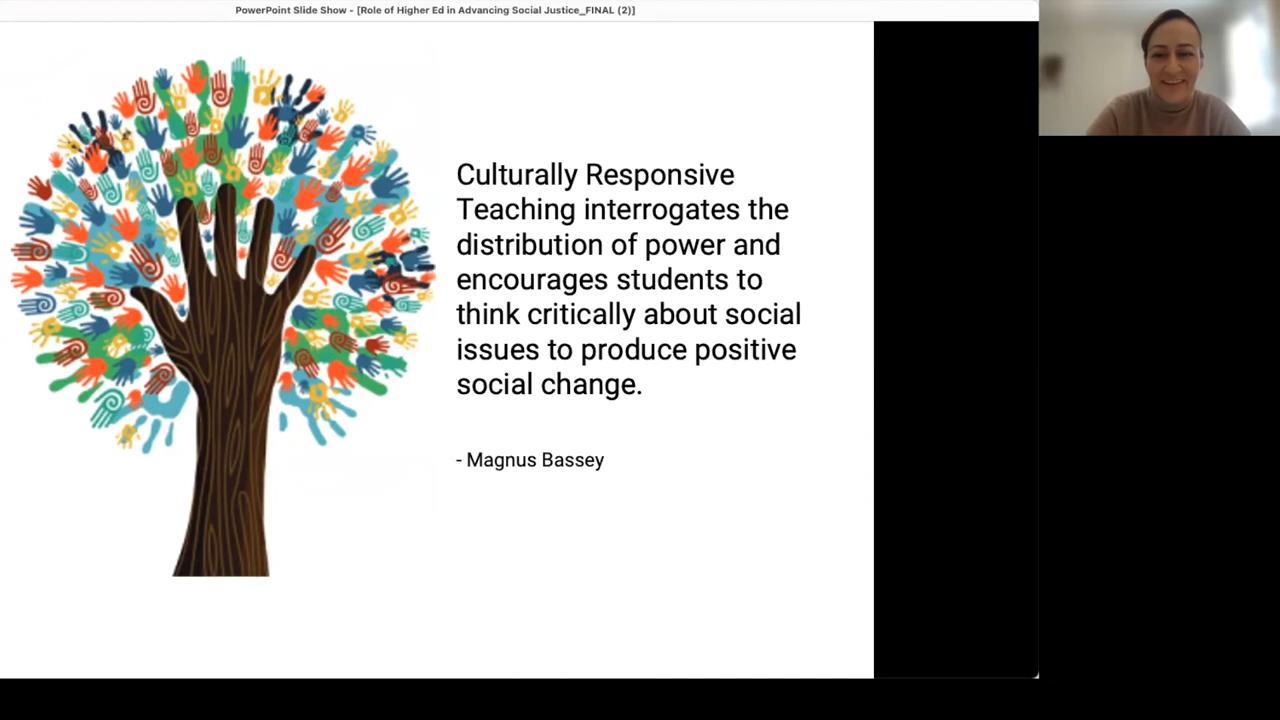 PowerPoint Slide Show - [Role of Higher Ed in Advancing Social Justice_FINAL (2)]
Culturally Responsive
Teaching interrogates the
distribution of power and
encourages students to
think critically about social
issues to produce positive
social change.
- Magnus Bassey